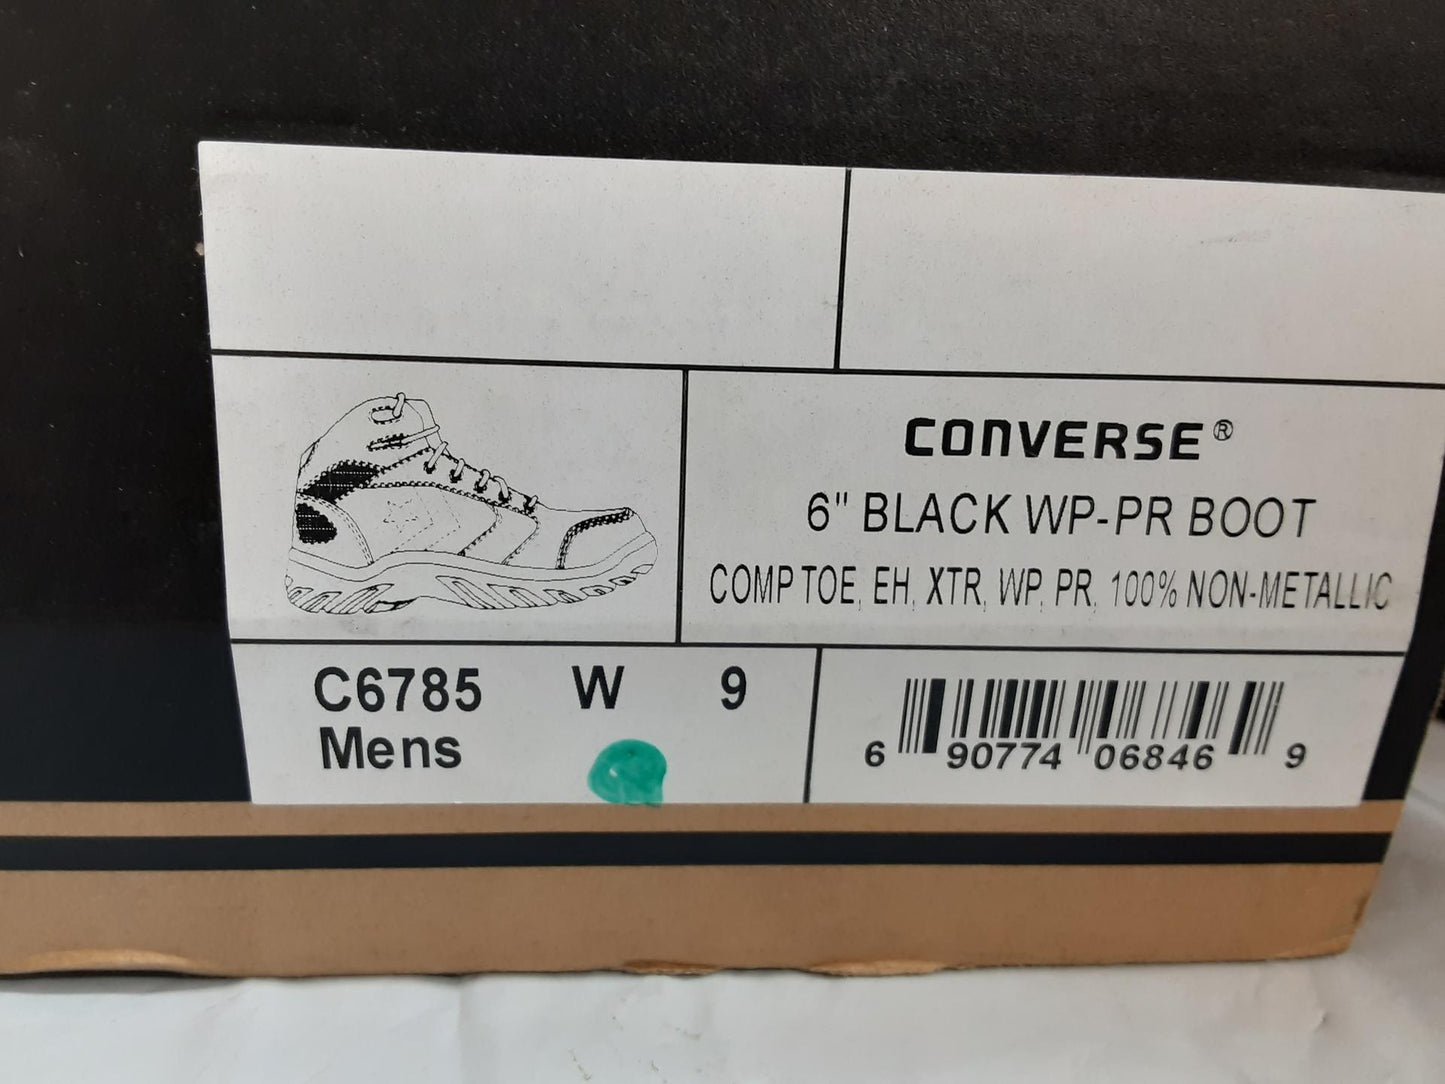 CONVERSE®
6" BLACK WP-PR BOOT
COMP TOE, EH, XTR, WP, PR, 100% NON-METALLIC
C6785 W 9
Mens
6 90774 06846 9